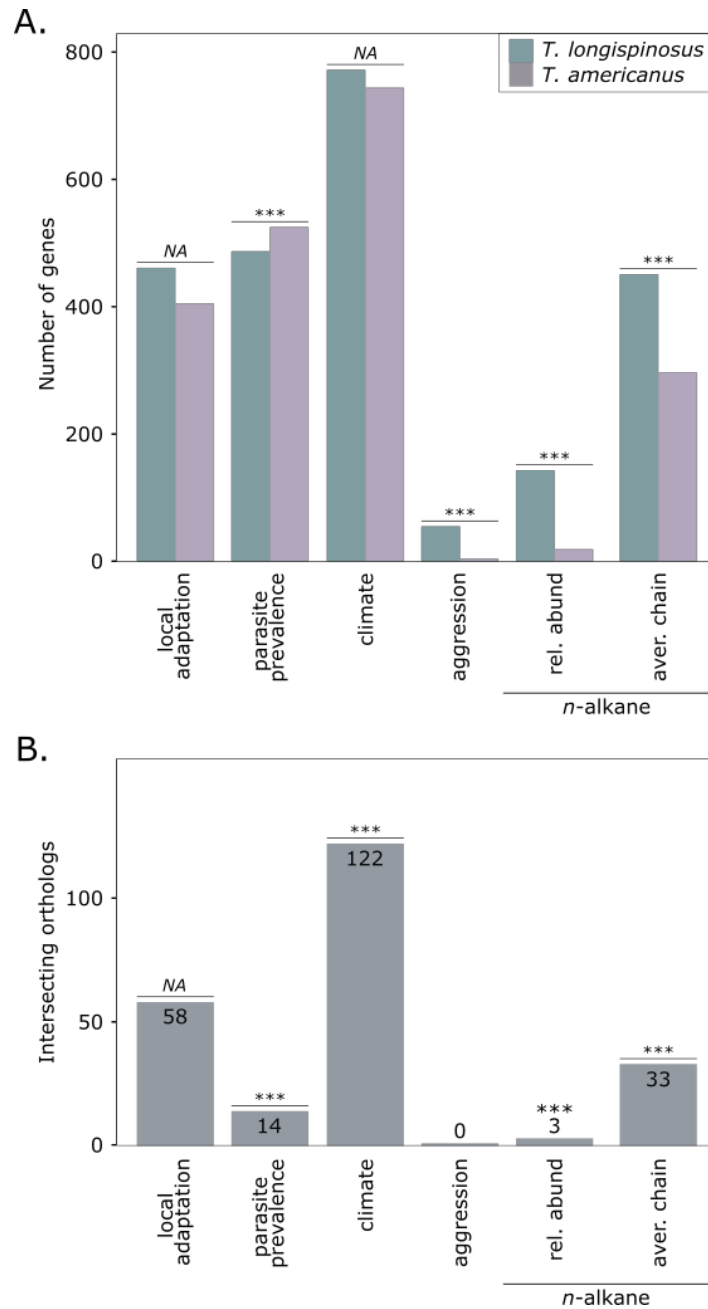 A.
T. longispinosus
T. americanus
Number of genes
800
600
400
200
0
NA
***
NA
***
***
***
local
adaptation
parasite
prevalence
climate
aggression
rel. abund
aver. chain
n-alkane
B.
Intersecting orthologs
100
50
0
NA
58
***
14
***
122
0
***
3
***
33
local
adaptation
parasite
prevalence
climate
aggression
rel. abund
aver. chain
n-alkane